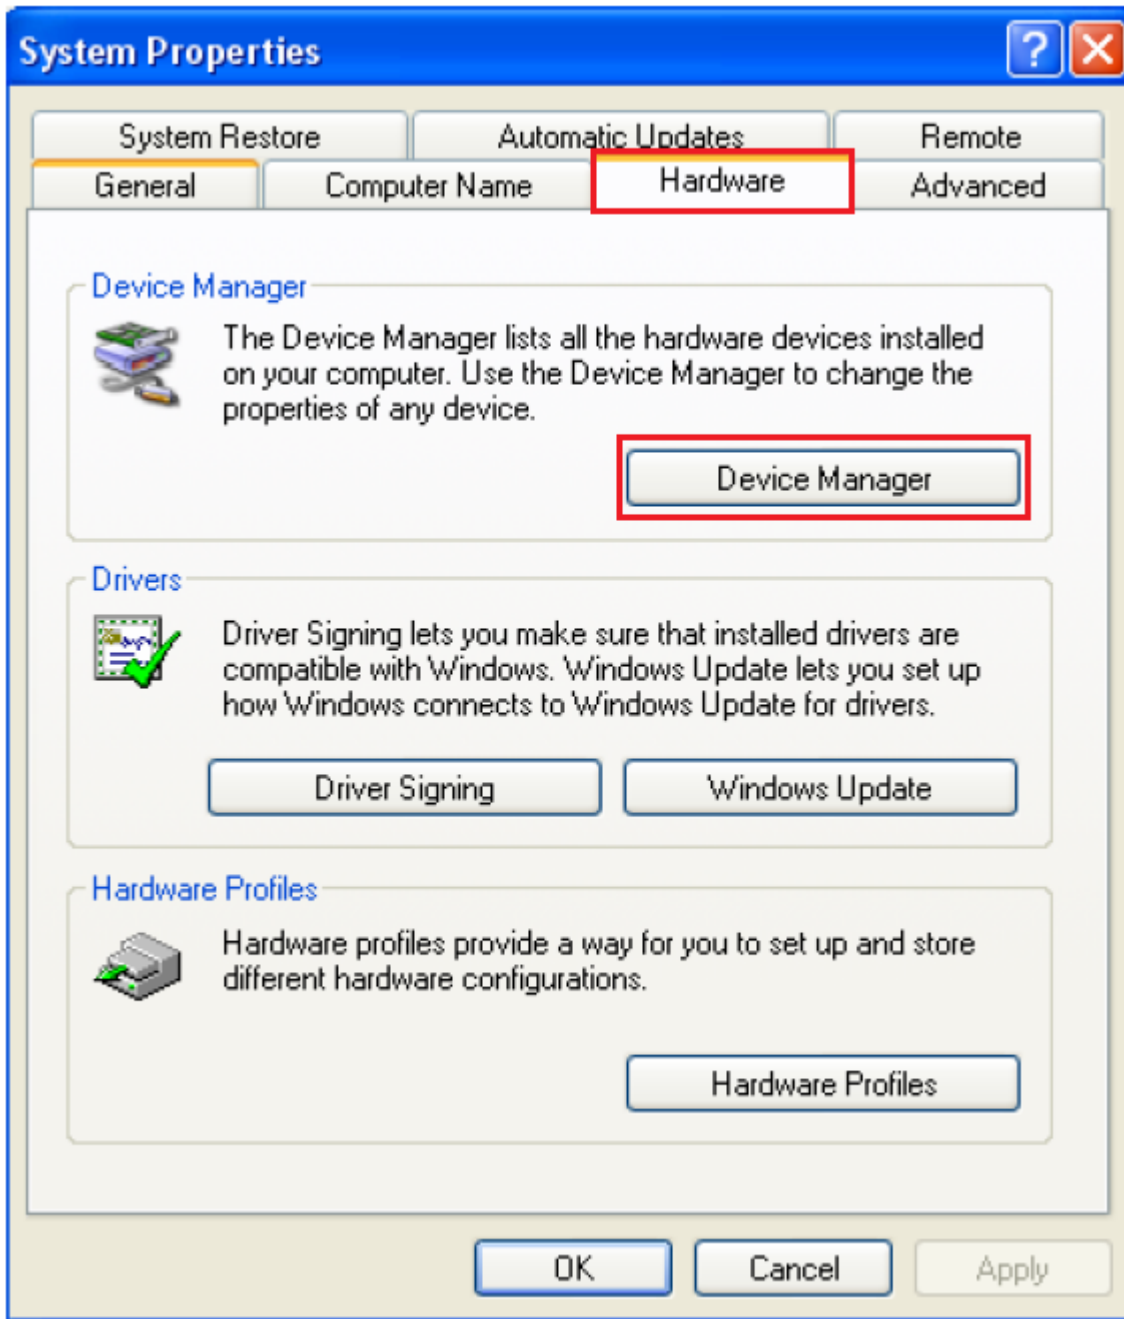 System Properties
System Restore Automatic Updates Remote
General Computer Name Hardware Advanced
Device Manager
The Device Manager lists all the hardware devices installed
on your computer. Use the Device Manager to change the
properties of any device.
Device Manager
Drivers
Driver Signing lets you make sure that installed drivers are
compatible with Windows. Windows Update lets you set up
how Windows connects to Windows Update for drivers.
Driver Signing Windows Update
Hardware Profiles
Hardware profiles provide a way for you to set up and store
different hardware configurations.
Hardware Profiles
OK Cancel Apply